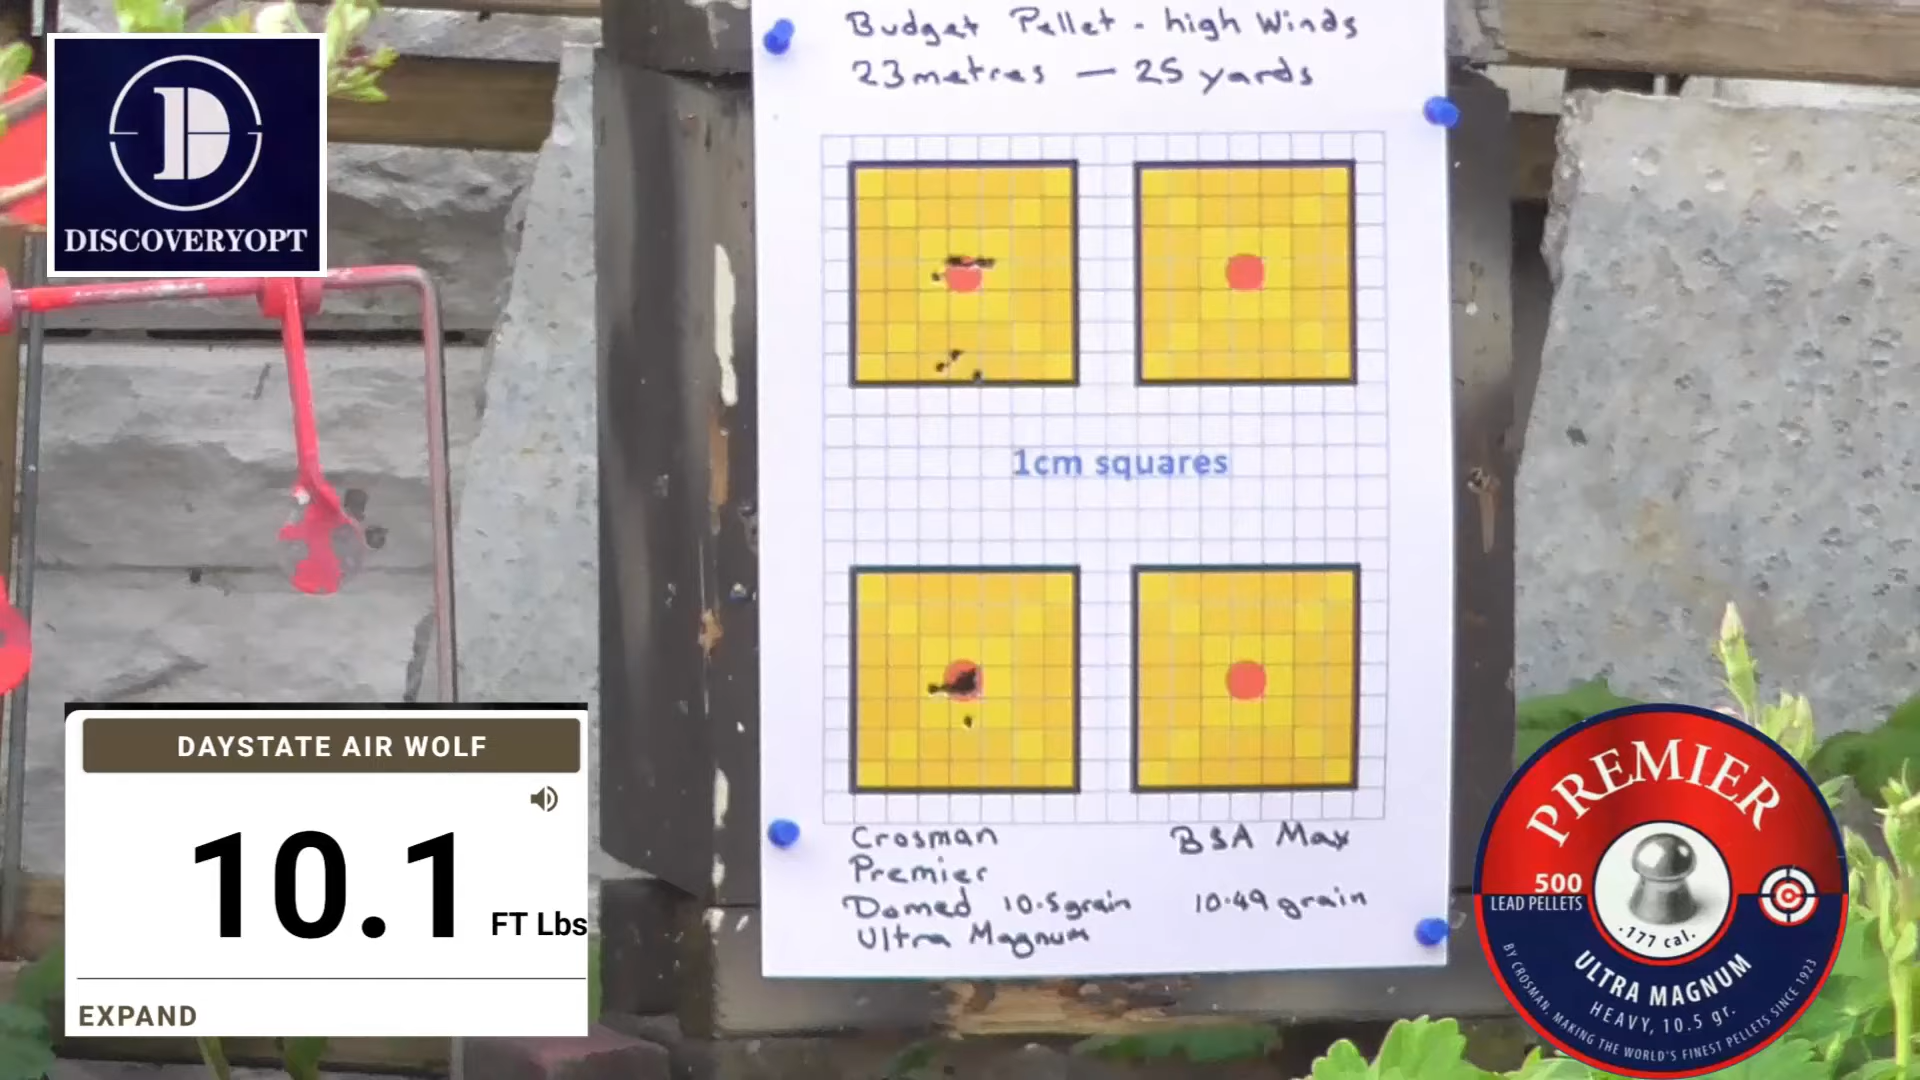 Budget Pellet - high Winds
23metres — 25 yards
DISCOVERYOPT
1cm squares
DAYSTATE AIR WOLF
10.1 FT Lbs
EXPAND
Crosman
Premier
Domed 10.5grain
Ultra Magnum
BSA Max
10.49 grain
PREMIER
500
LEAD PELLETS
.177 cal.
ULTRA MAGNUM
HEAVY, 10.5 gr.
BY CROSMAN. MAKING THE WORLD'S FINEST PELLETS SINCE 1923